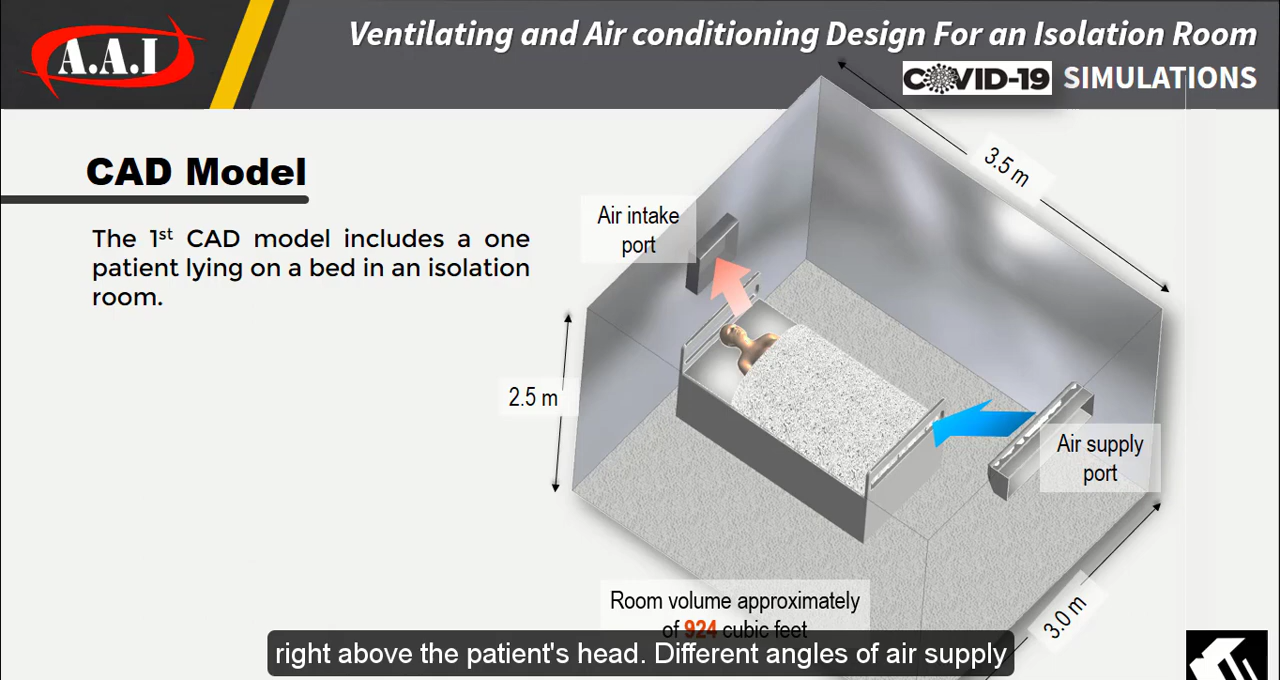 A.A.I
Ventilating and Air conditioning Design For an Isolation Room
COVID-19 SIMULATIONS
CAD Model
The 1st CAD model includes a one
patient lying on a bed in an isolation
room.
3.5 m
Air intake
port
2.5 m
Air supply
port
3.0 m
Room volume approximately
of 924 cubic feet
right above the patient's head. Different angles of air supply